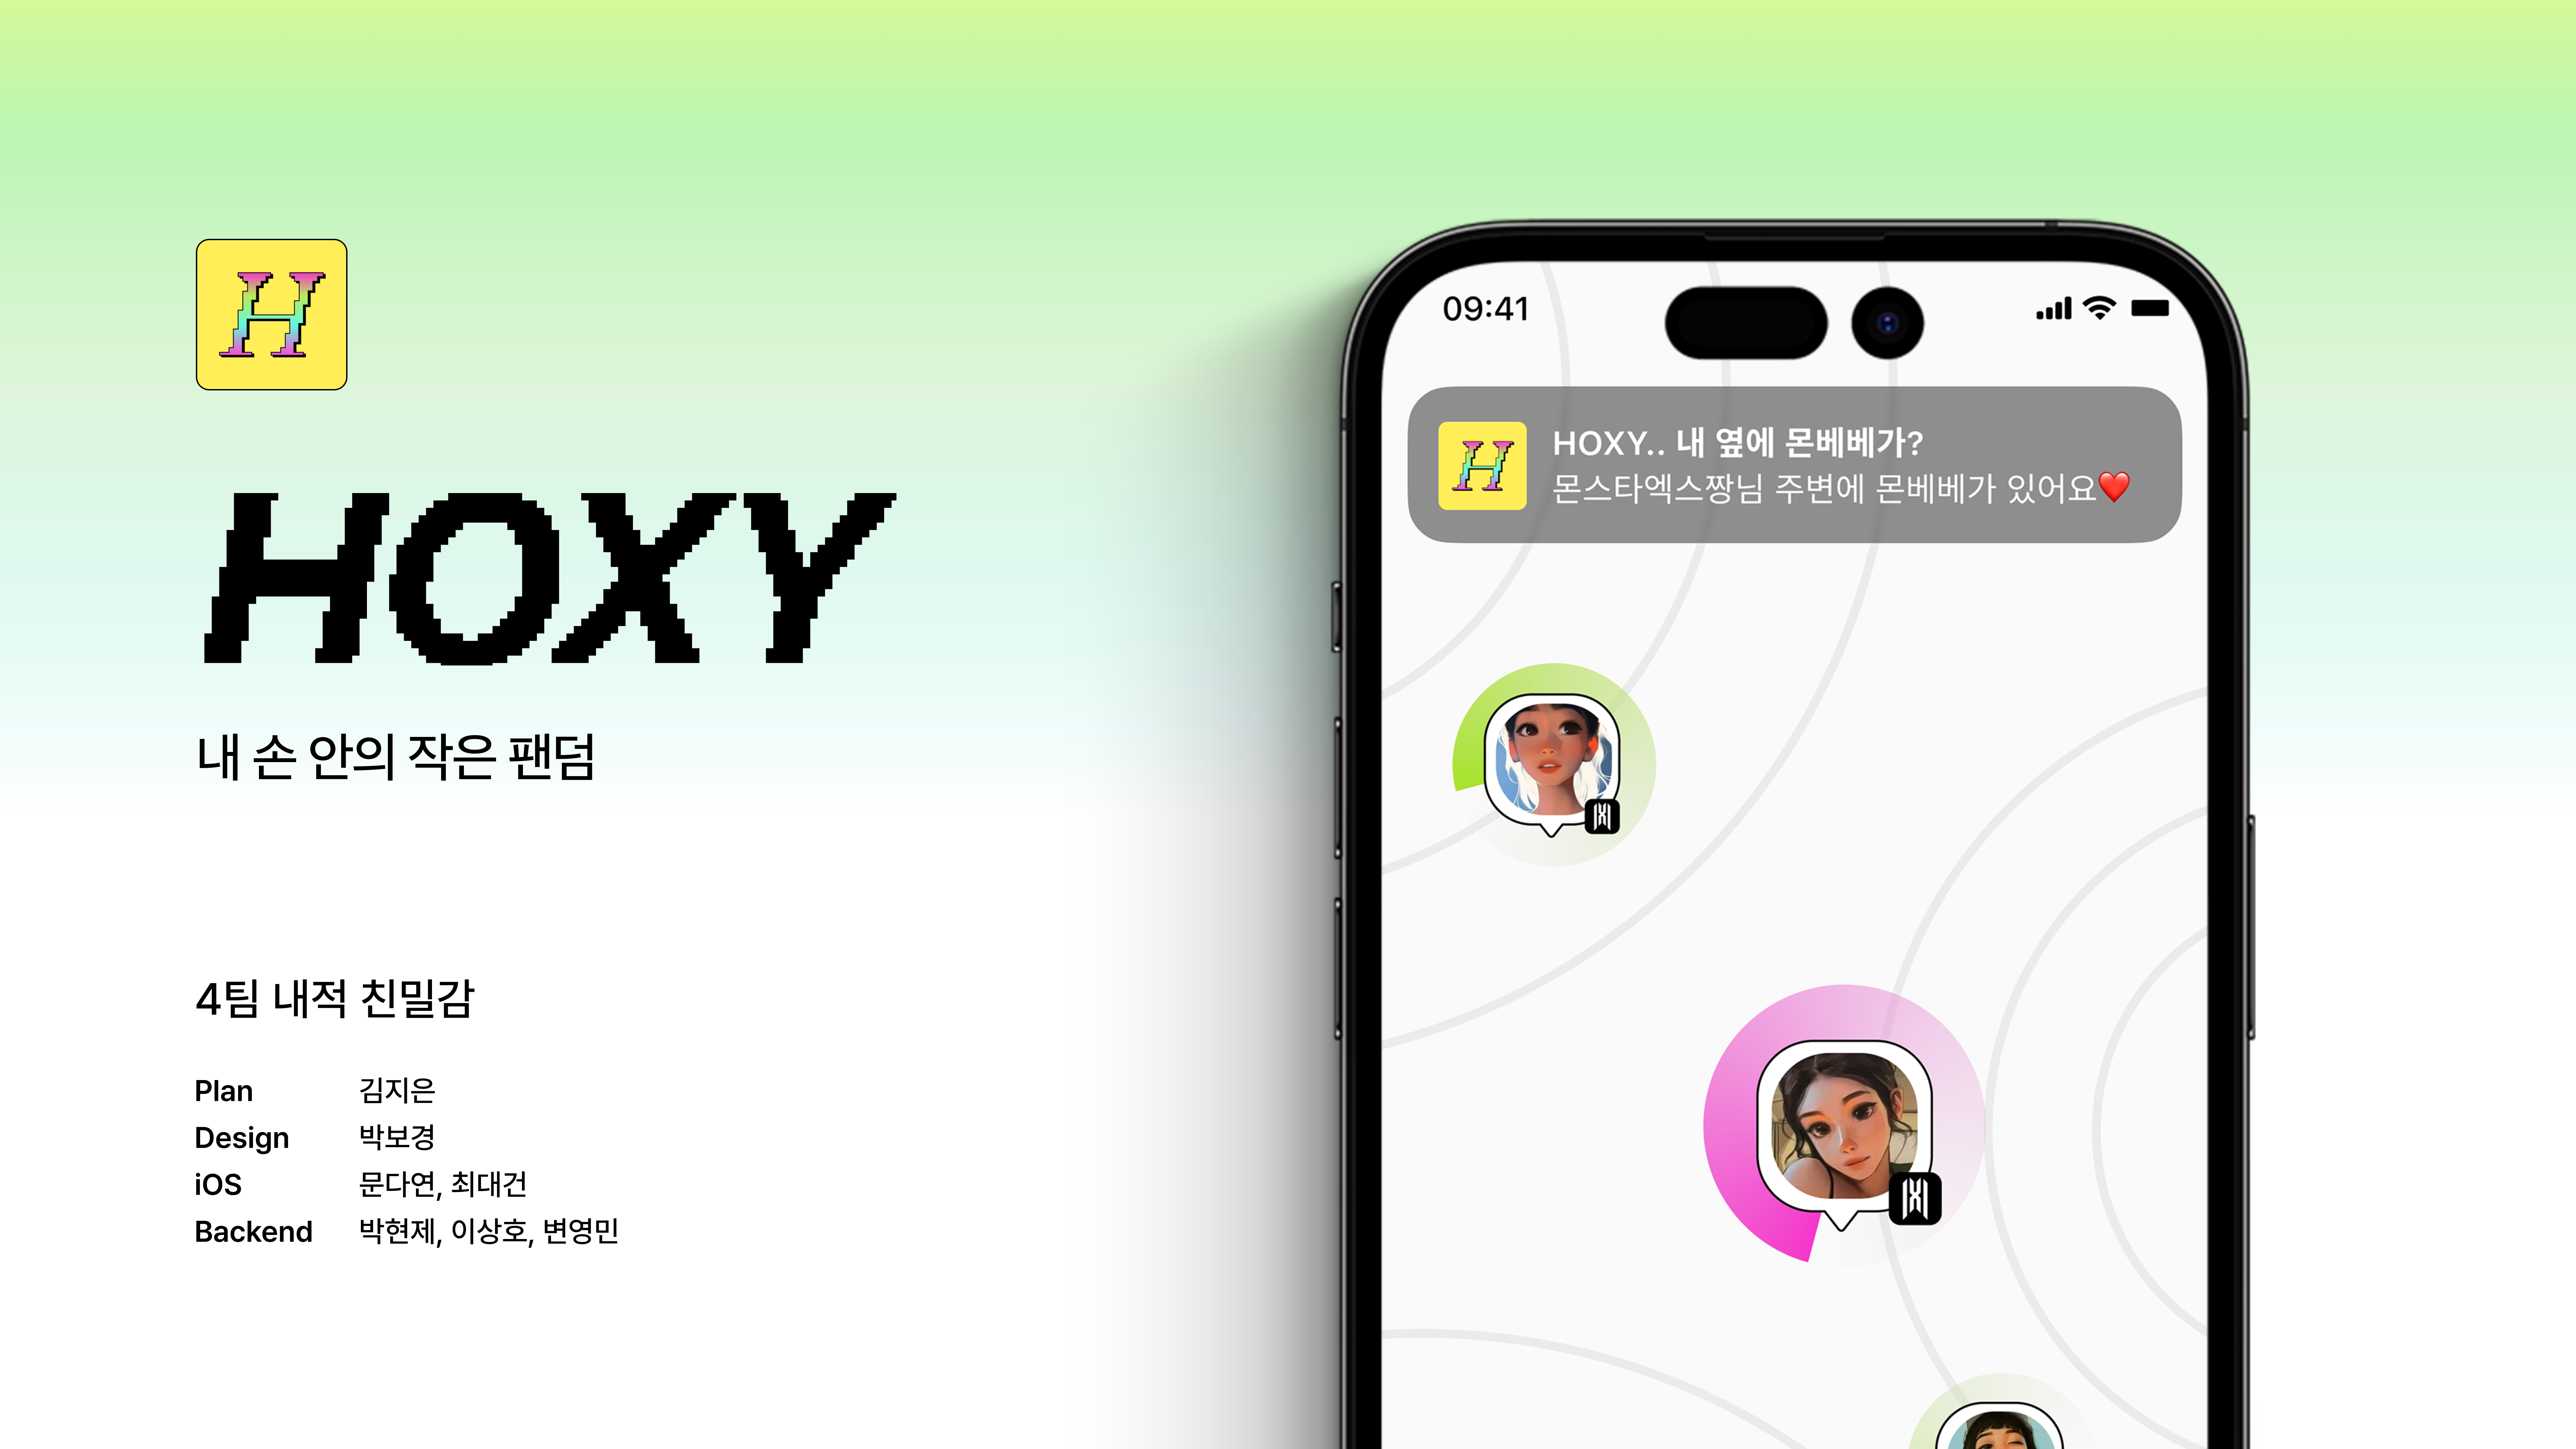 H
HOXY
내 손 안의 작은 팬덤
4팀 내적 친밀감
Plan 김지은
Design 박보경
iOS 문다연, 최대건
Backend 박현제, 이상호, 변영민
09:41
H
HOXY.. 내 옆에 몬베베가?
몬스타엑스짱님 주변에 몬베베가 있어요❤️